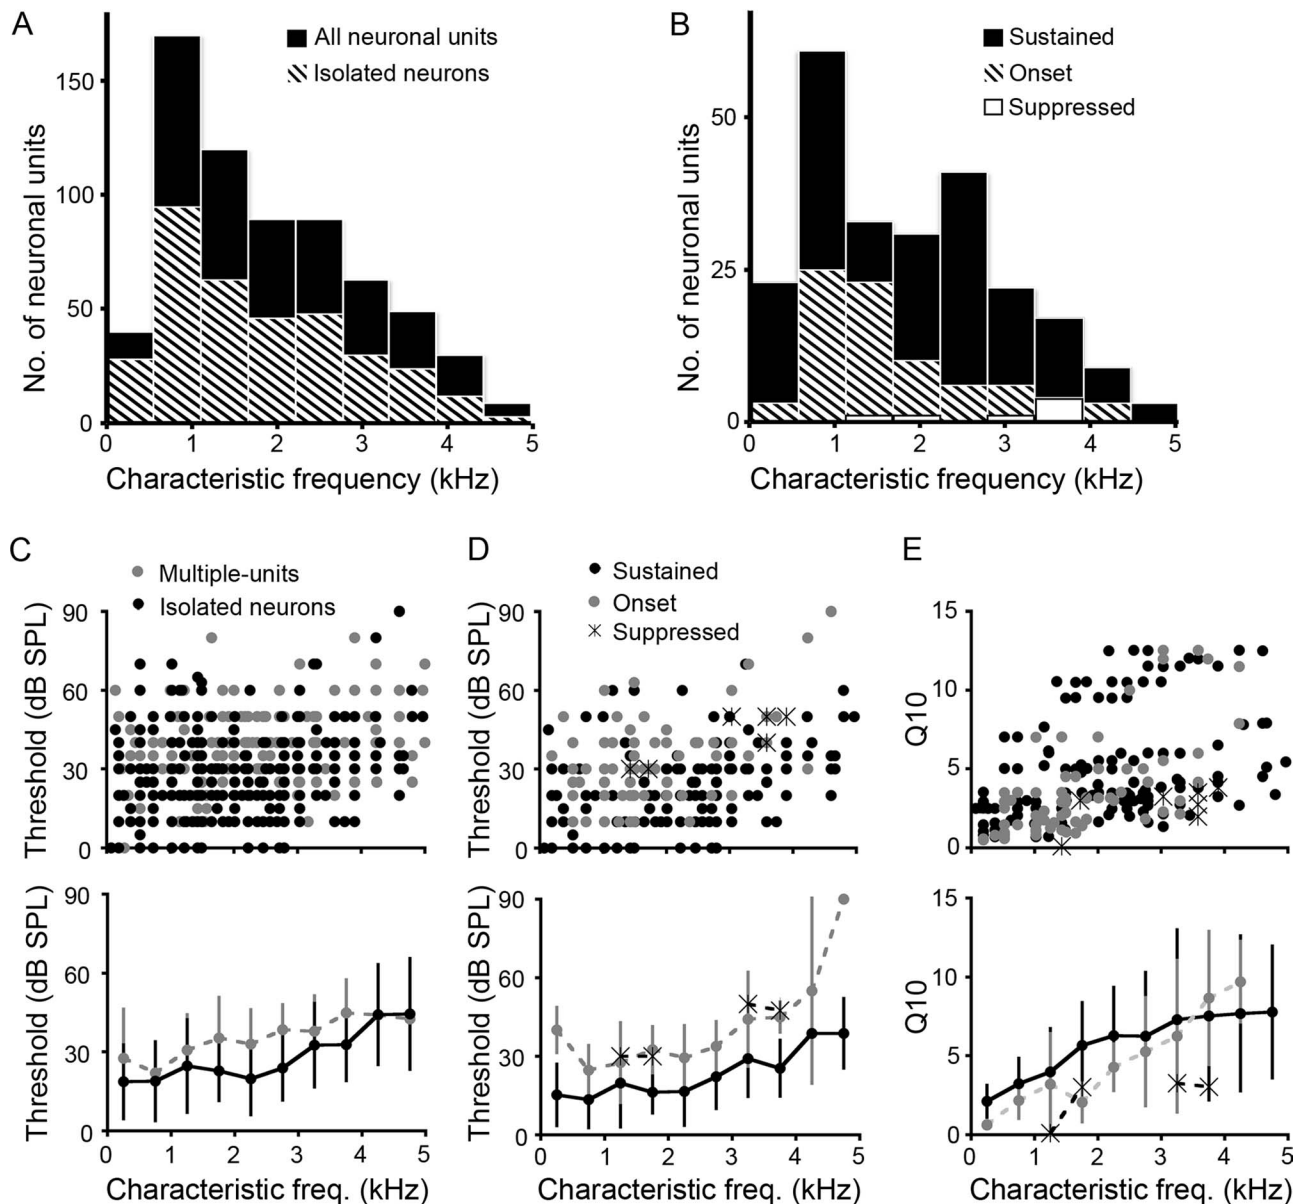 A
All neuronal units
Isolated neurons
No. of neuronal units
150
100
50
0
0 1 2 3 4 5
Characteristic frequency (kHz)
B
Sustained
Onset
Suppressed
No. of neuronal units
50
25
0
0 1 2 3 4 5
Characteristic frequency (kHz)
C
Multiple-units
Isolated neurons
Threshold (dB SPL)
90
60
30
0
D
Sustained
Onset
Suppressed
Threshold (dB SPL)
90
60
30
0
E
Q10
15
10
5
0
Threshold (dB SPL)
90
60
30
0
0 1 2 3 4 5
Characteristic freq. (kHz)
Threshold (dB SPL)
90
60
30
0
0 1 2 3 4 5
Characteristic freq. (kHz)
Q10
15
10
5
0
0 1 2 3 4 5
Characteristic freq. (kHz)